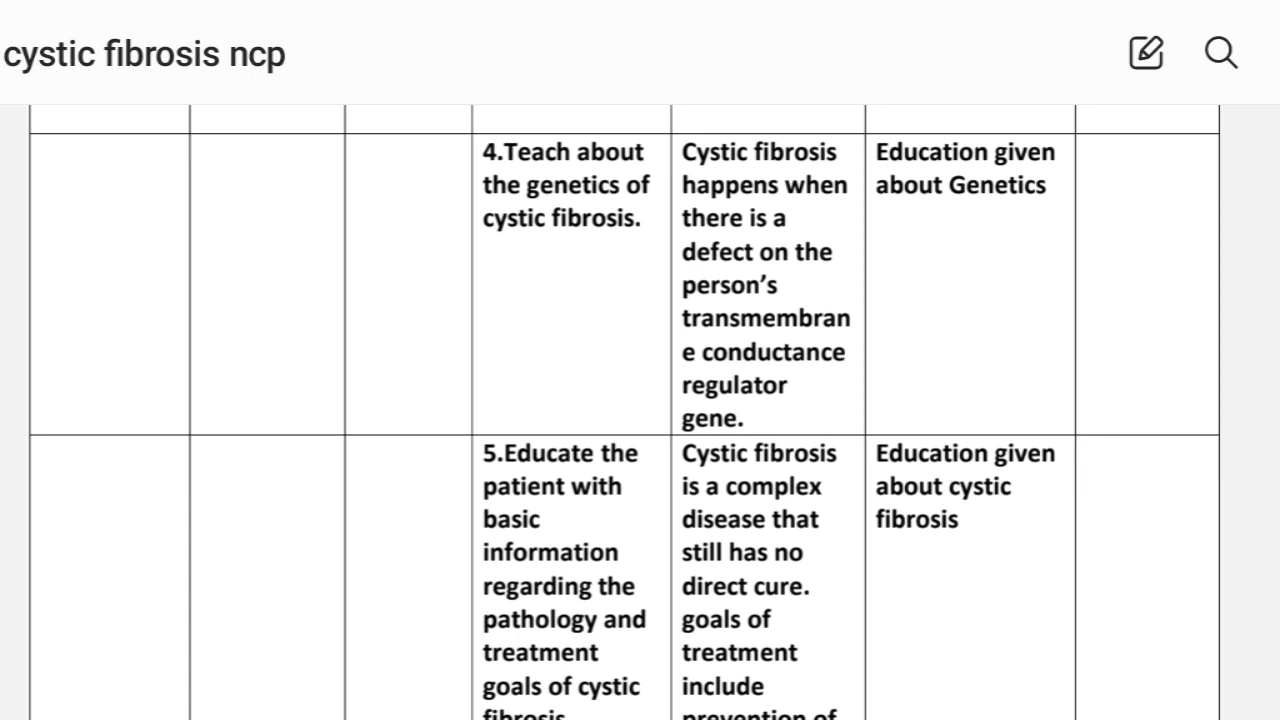 cystic fibrosis ncp
4.Teach about
the genetics of
cystic fibrosis.
Cystic fibrosis
happens when
there is a
defect on the
person’s
transmembran
e conductance
regulator
gene.
Education given
about Genetics
5.Educate the
patient with
basic
information
regarding the
pathology and
treatment
goals of cystic
fibrosis
Cystic fibrosis
is a complex
disease that
still has no
direct cure.
goals of
treatment
include
prevention of
Education given
about cystic
fibrosis